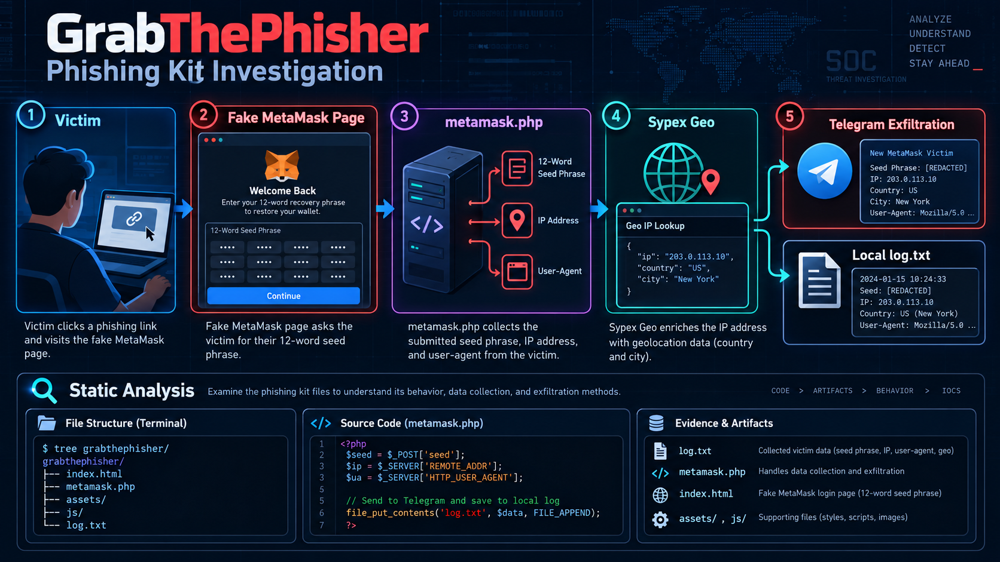 GrabThePhisher
Phishing Kit Investigation
ANALYZE
UNDERSTAND
DETECT
STAY AHEAD _
SOC
THREAT INVESTIGATION
1
Victim
Victim clicks a phishing link
and visits the fake MetaMask
page.
2
Fake MetaMask Page
Welcome Back
Enter your 12-word recovery phrase
to restore your wallet.
12-Word Seed Phrase
•••• •••• •••• ••••
•••• •••• •••• ••••
•••• •••• •••• ••••
Continue
Fake MetaMask page asks the
victim for their 12-word seed
phrase.
3
metamask.php
</>
12-Word
Seed Phrase
IP Address
User-Agent
metamask.php collects the
submitted seed phrase, IP address,
and user-agent from the victim.
4
Sypex Geo
Geo IP Lookup
{
"ip": "203.0.113.10",
"country": "US",
"city": "New York"
}
Sypex Geo enriches the IP address
with geolocation data (country
and city).
5
Telegram Exfiltration
New MetaMask Victim
Seed Phrase: [REDACTED]
IP: 203.0.113.10
Country: US
City: New York
User-Agent: Mozilla/5.0 ...
Local log.txt
2024-01-15 10:24:33
Seed: [REDACTED]
IP: 203.0.113.10
Country: US (New York)
User-Agent: Mozilla/5.0 ...
Static Analysis
Examine the phishing kit files to understand its behavior, data collection, and exfiltration methods.
CODE > ARTIFACTS > BEHAVIOR > IOCS
File Structure (Terminal)
$ tree grabthephisher/
grabthephisher/
├── index.html
├── metamask.php
├── assets/
├── js/
└── log.txt
</> Source Code (metamask.php)
1 <?php
2 $seed = $_POST['seed'];
3 $ip = $_SERVER['REMOTE_ADDR'];
3 $ua = $_SERVER['HTTP_USER_AGENT'];
5
5 // Send to Telegram and save to local log
6 file_put_contents('log.txt', $data, FILE_APPEND);
7 ?>
Evidence & Artifacts
log.txt Collected victim data (seed phrase, IP, user-agent, geo)
</> metamask.php Handles data collection and exfiltration
index.html Fake MetaMask login page (12-word seed phrase)
assets/ , js/ Supporting files (styles, scripts, images)